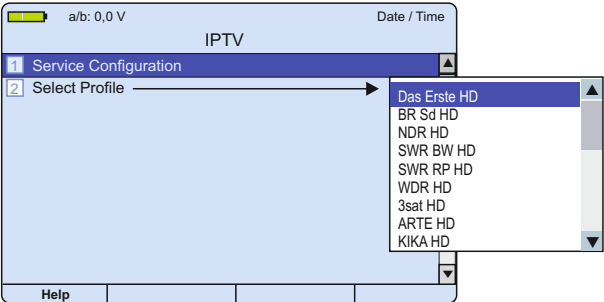 a/b: 0,0 V Date / Time
IPTV
1 Service Configuration
2 Select Profile
Das Erste HD
BR Sd HD
NDR HD
SWR BW HD
SWR RP HD
WDR HD
3sat HD
ARTE HD
KIKA HD
Help